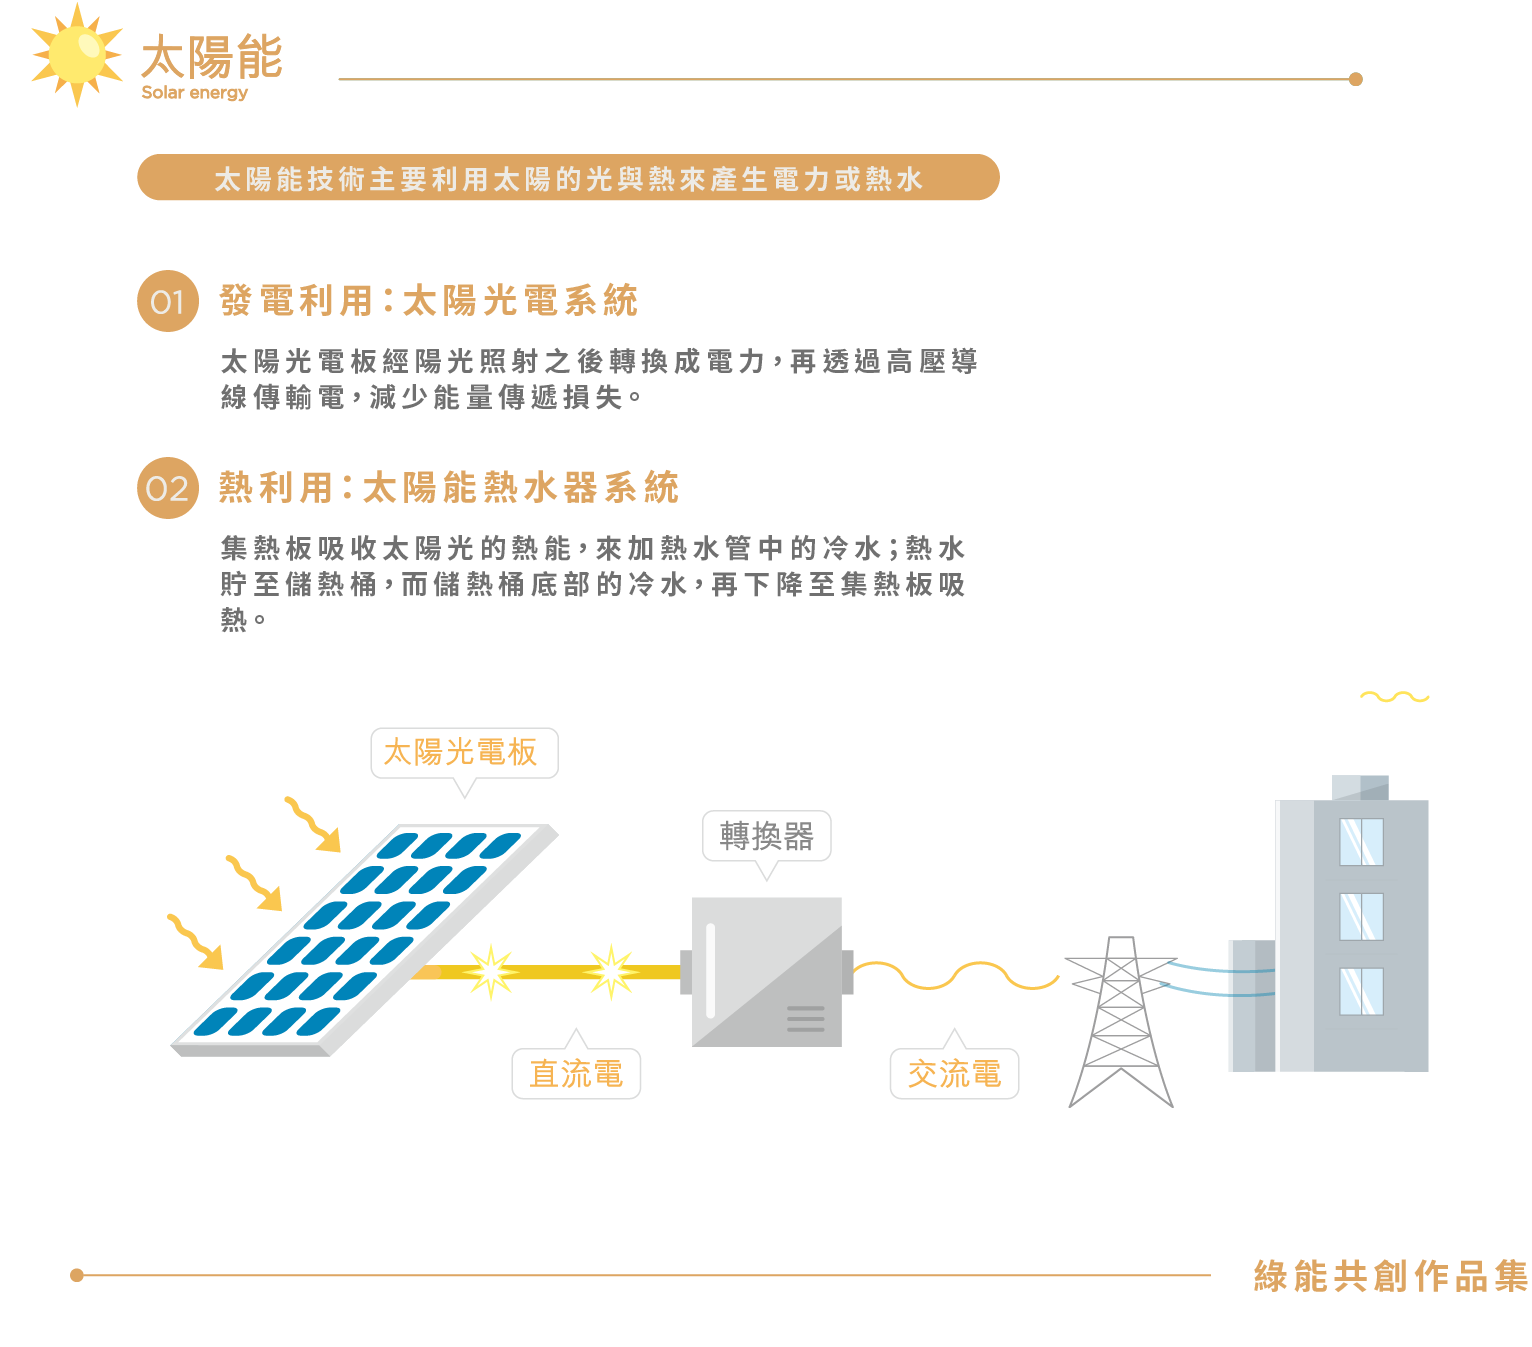 太陽能
Solar energy
太陽能技術主要利用太陽的光與熱來產生電力或熱水
01
發電利用：太陽光電系統
太陽光電板經陽光照射之後轉換成電力，再透過高壓導
線傳輸電，減少能量傳遞損失。
02
熱利用：太陽能熱水器系統
集熱板吸收太陽光的熱能，來加熱水管中的冷水；熱水
貯至儲熱桶，而儲熱桶底部的冷水，再下降至集熱板吸
熱。
太陽光電板
轉換器
直流電
交流電
綠能共創作品集